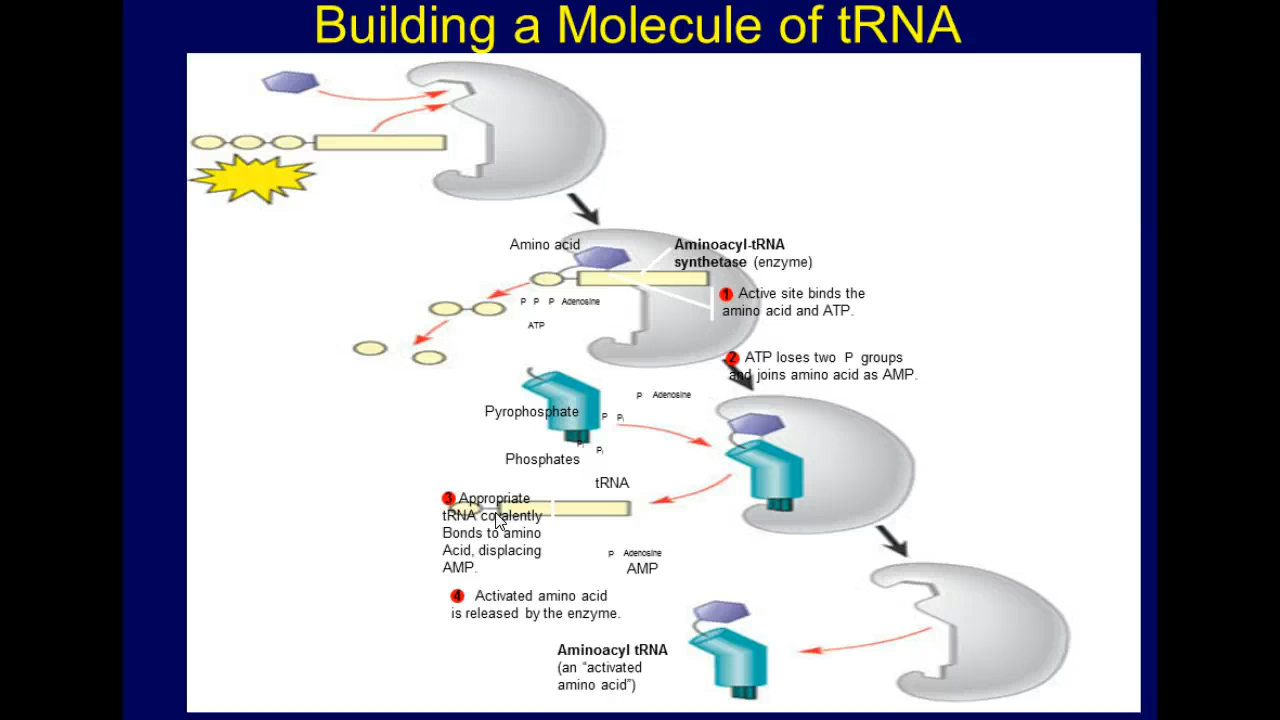 Building a Molecule of tRNA
Amino acid
Aminoacyl-tRNA
synthetase (enzyme)
1 Active site binds the
amino acid and ATP.
P P P Adenosine
ATP
2 ATP loses two P groups
and joins amino acid as AMP.
P Adenosine
Pyrophosphate
P Pi
Pi
Pi
Phosphates
tRNA
3 Appropriate
tRNA covalently
Bonds to amino
Acid, displacing
AMP.
P Adenosine
AMP
4 Activated amino acid
is released by the enzyme.
Aminoacyl tRNA
(an “activated
amino acid”)